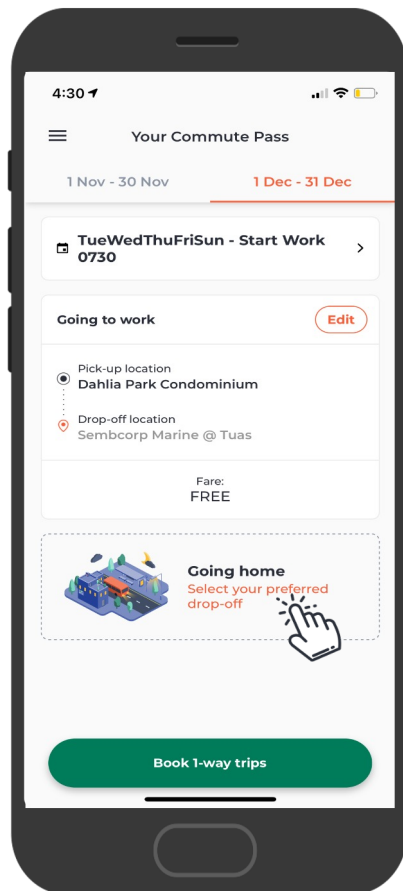 4:30
Your Commute Pass
1 Nov - 30 Nov
1 Dec - 31 Dec
TueWedThuFriSun - Start Work
0730
Going to work
Edit
Pick-up location
Dahlia Park Condominium
Drop-off location
Sembcorp Marine @ Tuas
Fare:
FREE
Going home
Select your preferred
drop-off
Book 1-way trips